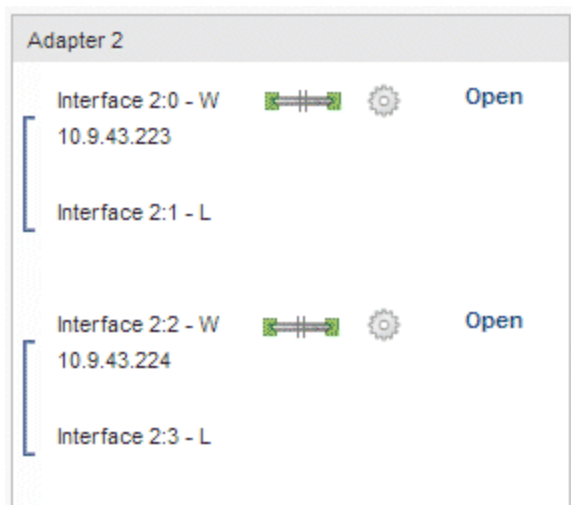 Adapter 2
Interface 2:0 - W Open
10.9.43.223
Interface 2:1 - L
Interface 2:2 - W Open
10.9.43.224
Interface 2:3 - L